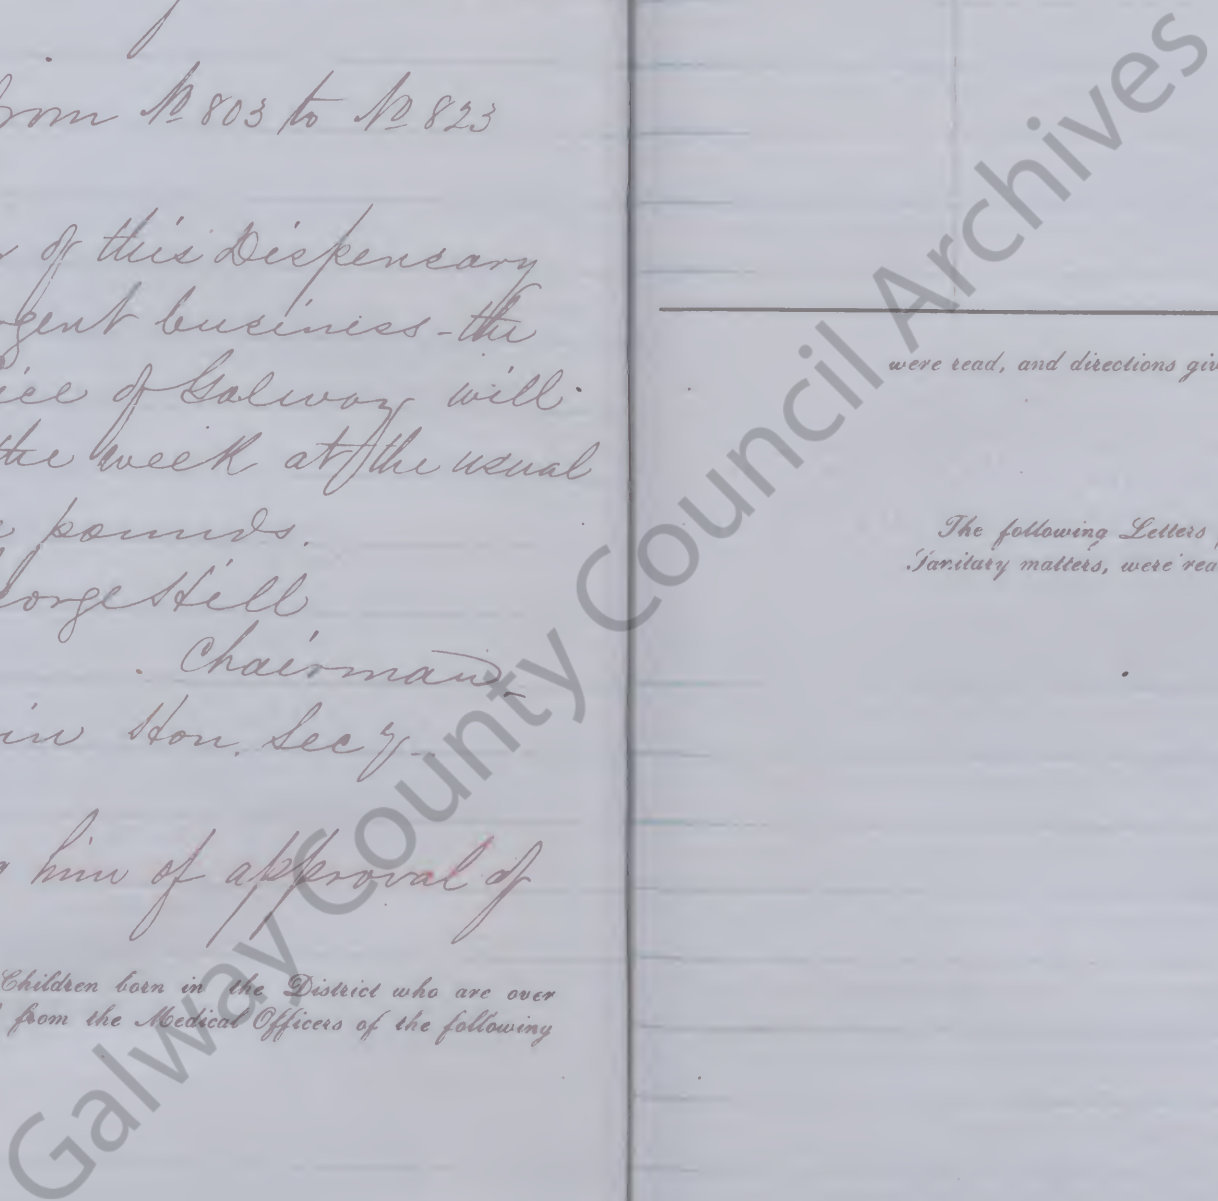 from No 803 to No 823
of this Dispensary
business - the
of Galway will
the week at the usual
pounds.
George Hill
Chairman
Hon. Secy
him of approval of
Children born in the District who are over
from the Medical Officers of the following
were read, and directions giv
The following Letters
Sanitary matters, were rea
Galway County Council Archives